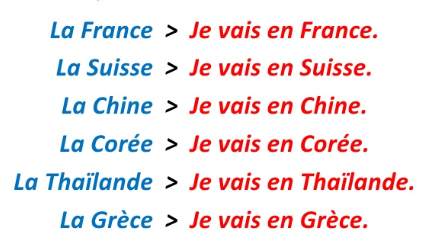 La France > Je vais en France.
La Suisse > Je vais en Suisse.
La Chine > Je vais en Chine.
La Corée > Je vais en Corée.
La Thaïlande > Je vais en Thaïlande.
La Grèce > Je vais en Grèce.